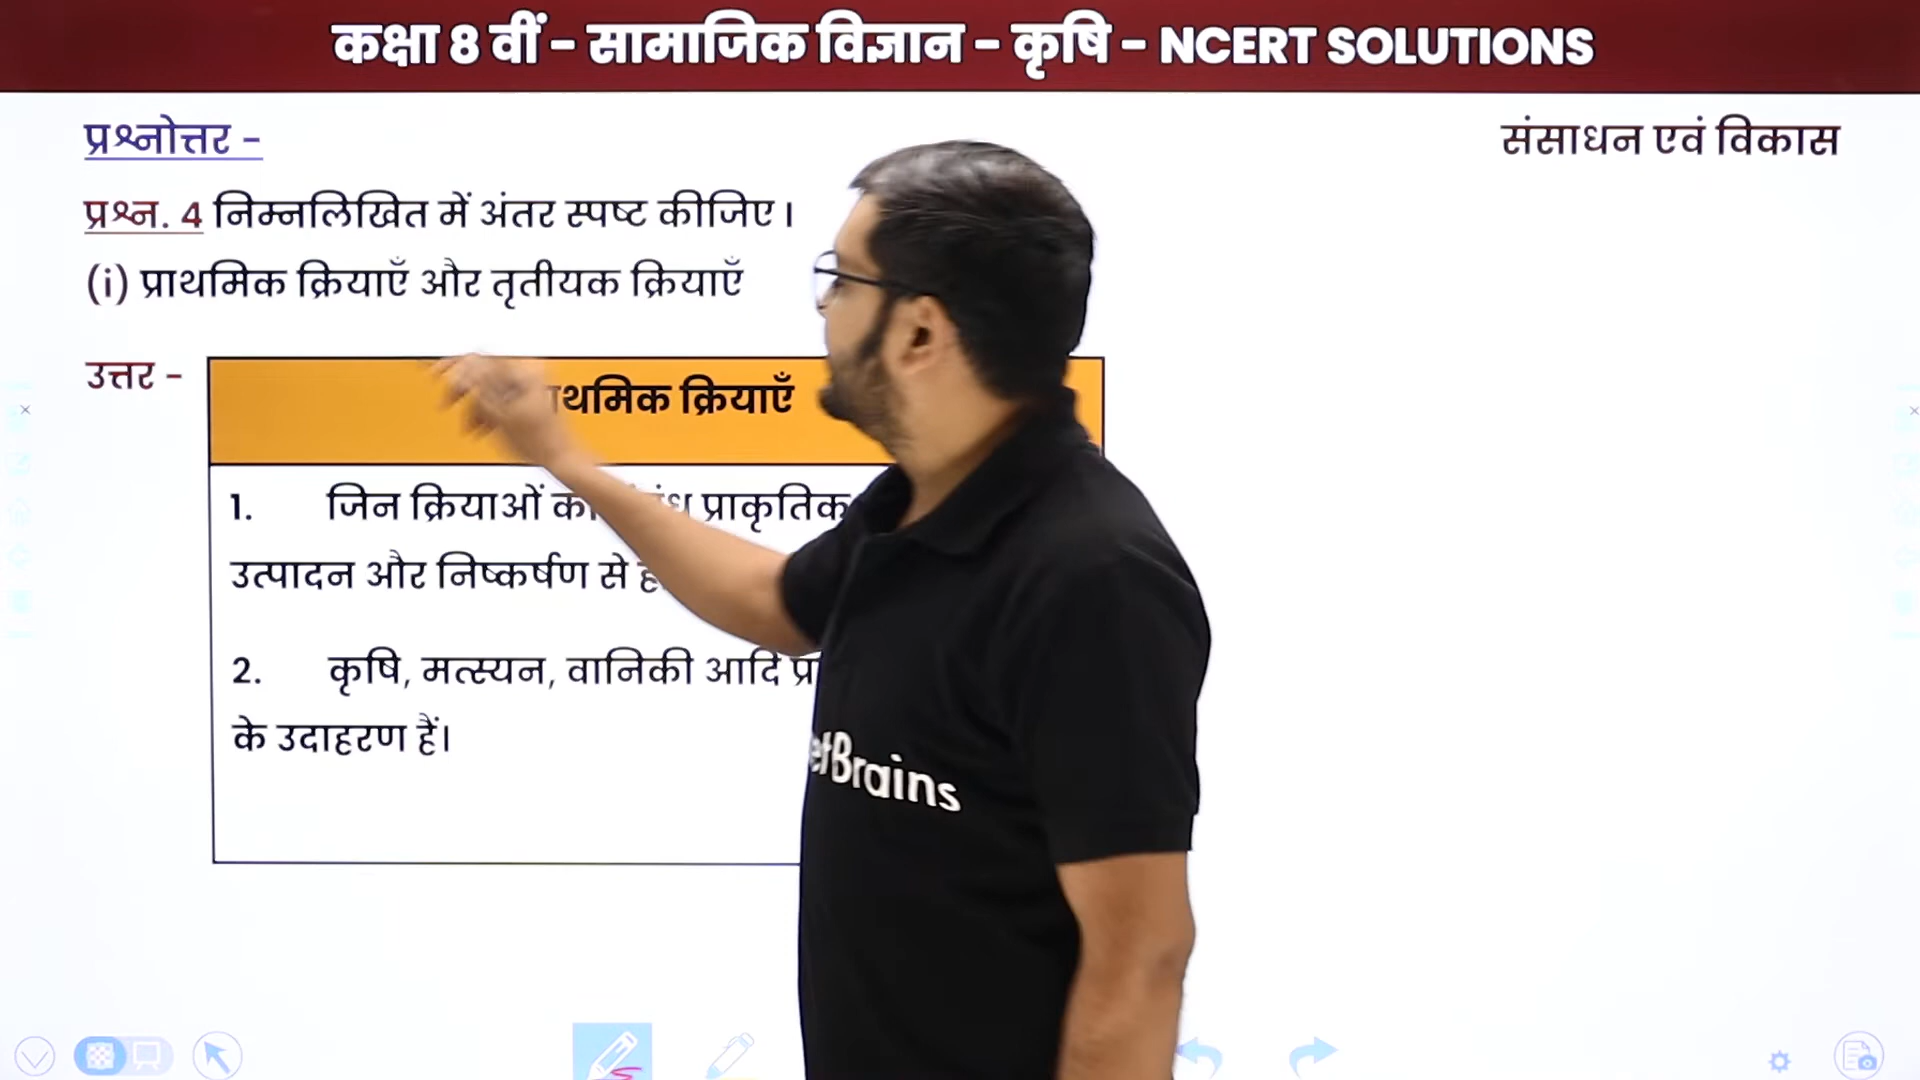 कक्षा 8 वीं - सामाजिक विज्ञान - कृषि - NCERT SOLUTIONS
प्रश्नोत्तर -
संसाधन एवं विकास
प्रश्न. 4 निम्नलिखित में अंतर स्पष्ट कीजिए।
(i) प्राथमिक क्रियाएँ और तृतीयक क्रियाएँ
उत्तर -
क्रियाएँ
1. जिन क्रियाओं का प्राकृतिक
उत्पादन और निष्कर्षण से
2. कृषि, मत्स्यन, वानिकी आदि
के उदाहरण हैं।
Brains